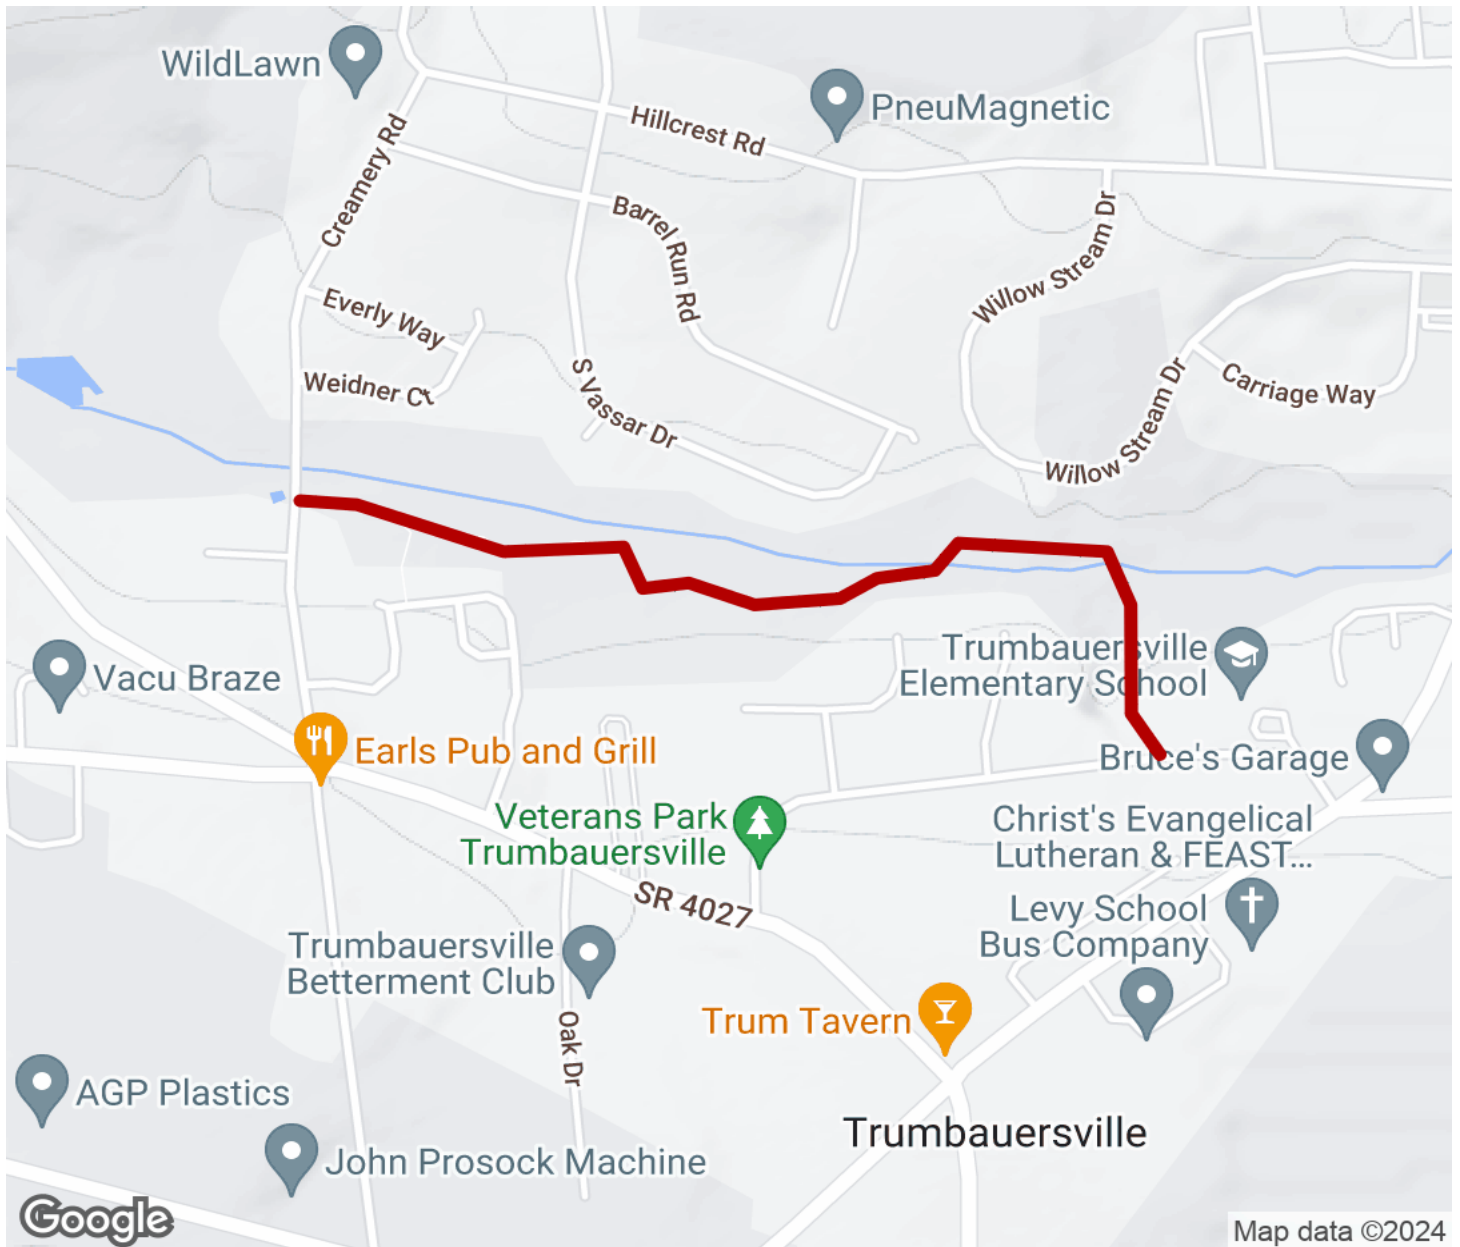 WildLawn
PneuMagnetic
Hillcrest Rd
Creamery Rd
Barrel Run Rd
Willow Stream Dr
Everly Way
Weidner Ct
S Vassar Dr
Carriage Way
Willow Stream Dr
Trumbauersville
Elementary School
Vacu Braze
Earls Pub and Grill
Bruce's Garage
Veterans Park
Trumbauersville
Christ's Evangelical
Lutheran & FEAST...
SR 4027
Levy School
Bus Company
Trumbauersville
Betterment Club
Trum Tavern
Oak Dr
AGP Plastics
Trumbauersville
John Prosock Machine
Google
Map data ©2024